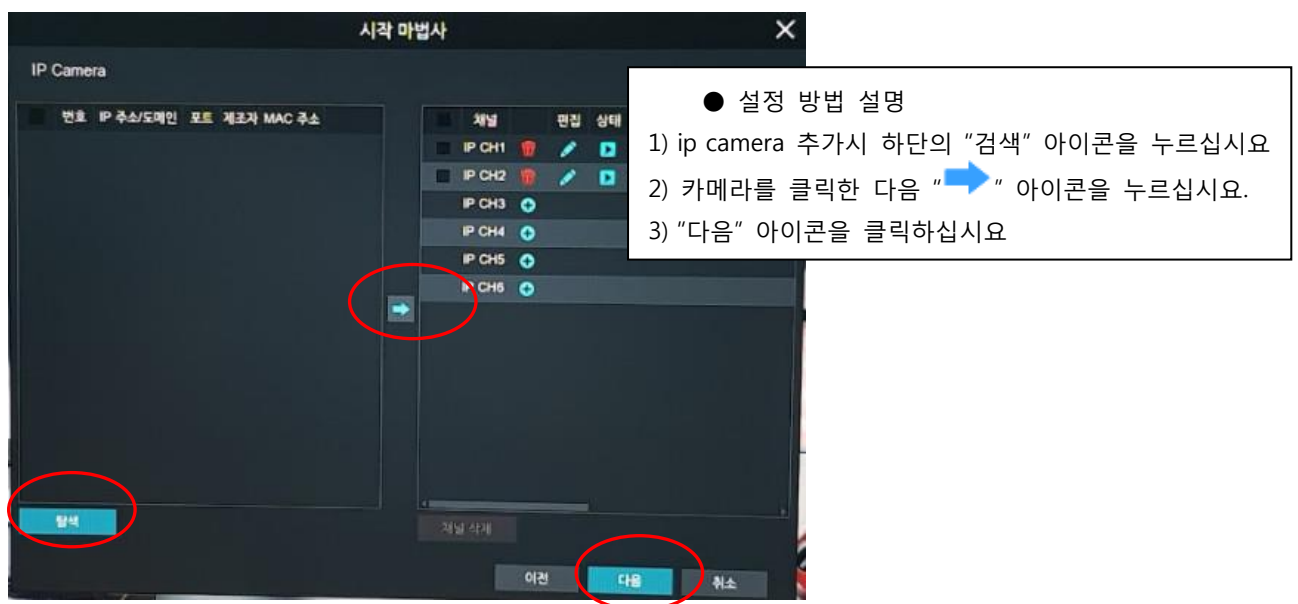 시작 마법사
IP Camera
번호 IP 주소/도메인 포트 제조자 MAC 주소
채널 편집 상태
IP CH1
IP CH2
IP CH3
IP CH4
IP CH5
IP CH6
탐색
채널 삭제
이전 다음 취소
● 설정 방법 설명
1) ip camera 추가시 하단의 “검색” 아이콘을 누르십시요
2) 카메라를 클릭한 다음 “ ” 아이콘을 누르십시요.
3) “다음” 아이콘을 클릭하십시요